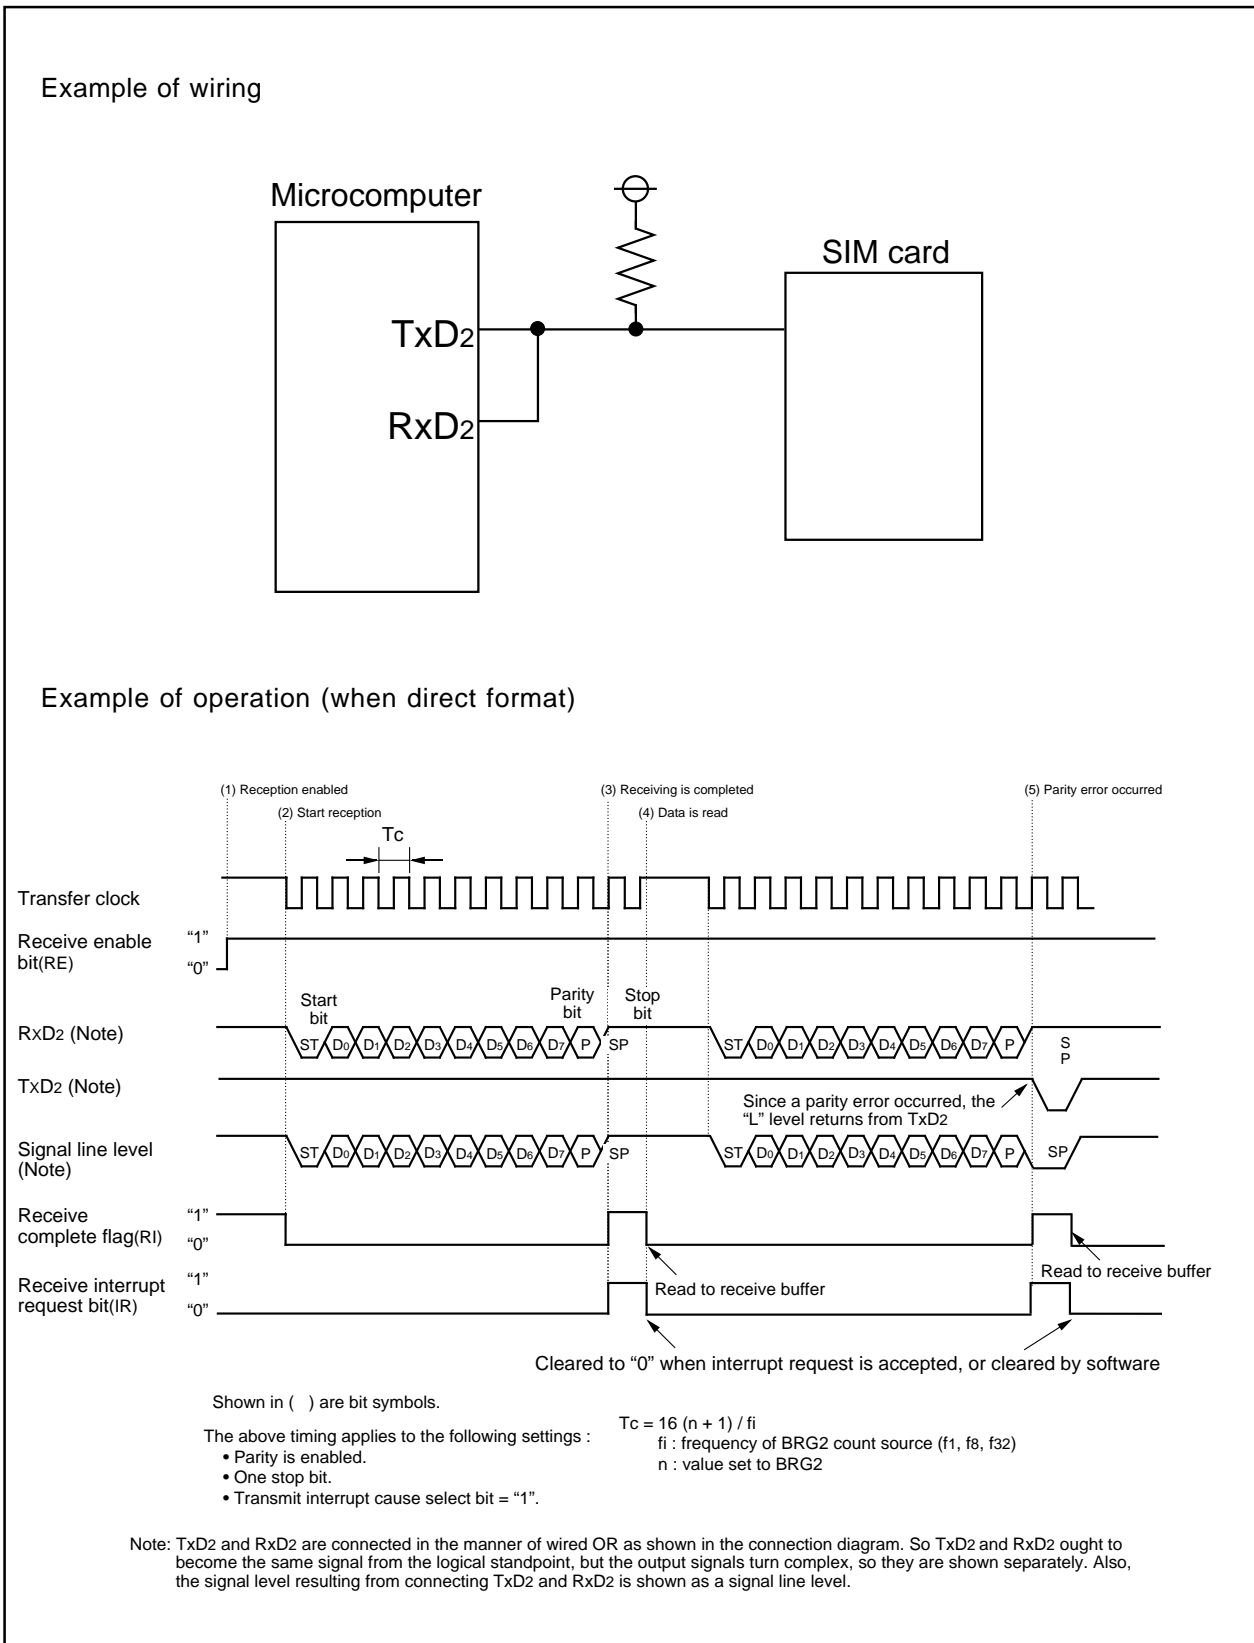 Example of wiring
Microcomputer
SIM card
TxD2
RxD2
Example of operation (when direct format)
(1) Reception enabled
(3) Receiving is completed
(5) Parity error occurred
(2) Start reception
(4) Data is read
Tc
Transfer clock
Receive enable
bit(RE)
“1”
“0”
Start
bit
Parity
bit
Stop
bit
RxD2 (Note)
ST D0 D1 D2 D3 D4 D5 D6 D7 P SP
ST D0 D1 D2 D3 D4 D5 D6 D7 P
S
P
TxD2 (Note)
Since a parity error occurred, the
“L” level returns from TxD2
Signal line level
(Note)
ST D0 D1 D2 D3 D4 D5 D6 D7 P SP
ST D0 D1 D2 D3 D4 D5 D6 D7 P SP
Receive
complete flag(RI)
“1”
“0”
Read to receive buffer
Read to receive buffer
Receive interrupt
request bit(IR)
“1”
“0”
Cleared to “0” when interrupt request is accepted, or cleared by software
Shown in ( ) are bit symbols.
The above timing applies to the following settings :
• Parity is enabled.
• One stop bit.
• Transmit interrupt cause select bit = “1”.
Tc = 16 (n + 1) / fi
fi : frequency of BRG2 count source (f1, f8, f32)
n : value set to BRG2
Note: TxD2 and RxD2 are connected in the manner of wired OR as shown in the connection diagram. So TxD2 and RxD2 ought to
become the same signal from the logical standpoint, but the output signals turn complex, so they are shown separately. Also,
the signal level resulting from connecting TxD2 and RxD2 is shown as a signal line level.